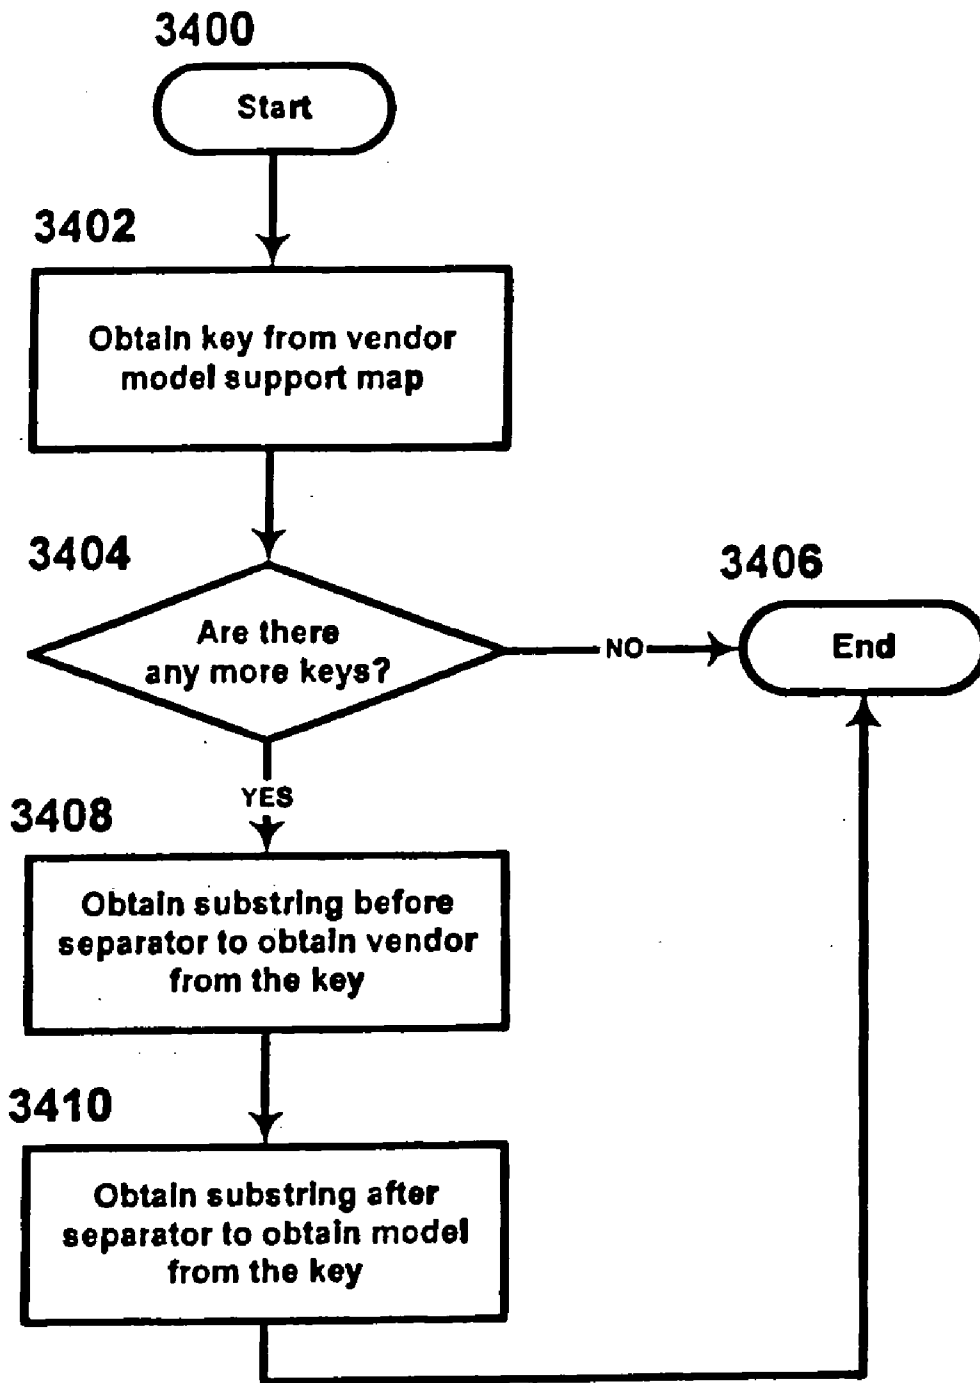 3400
Start
3402
Obtain key from vendor
model support map
3404
Are there
any more keys?
NO
3406
End
YES
3408
Obtain substring before
separator to obtain vendor
from the key
3410
Obtain substring after
separator to obtain model
from the key